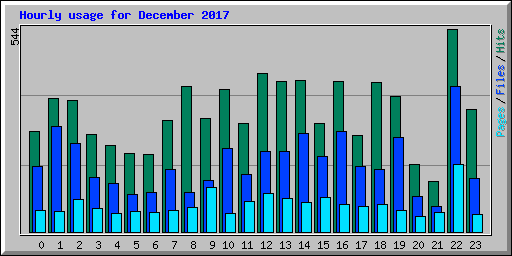 Hourly usage for December 2017
544
Pages / Files / Hits
0 1 2 3 4 5 6 7 8 9 10 11 12 13 14 15 16 17 18 19 20 21 22 23